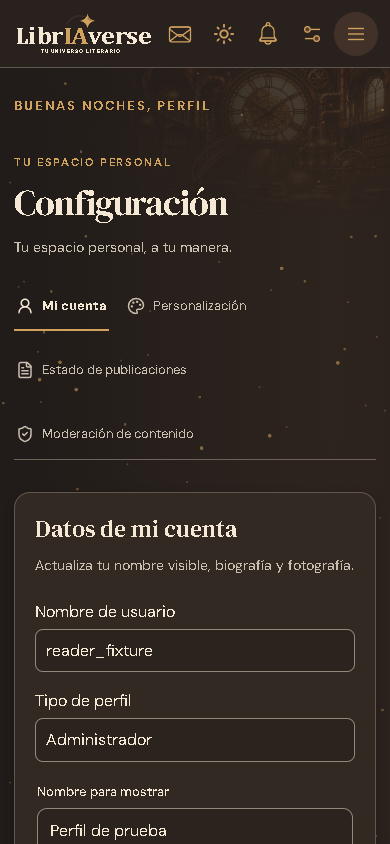 LibrIAverse
TU UNIVERSO LITERARIO
BUENAS NOCHES, PERFIL
TU ESPACIO PERSONAL
Configuración
Tu espacio personal, a tu manera.
Mi cuenta
Personalización
Estado de publicaciones
Moderación de contenido
Datos de mi cuenta
Actualiza tu nombre visible, biografía y fotografía.
Nombre de usuario
reader_fixture
Tipo de perfil
Administrador
Nombre para mostrar
Perfil de prueba